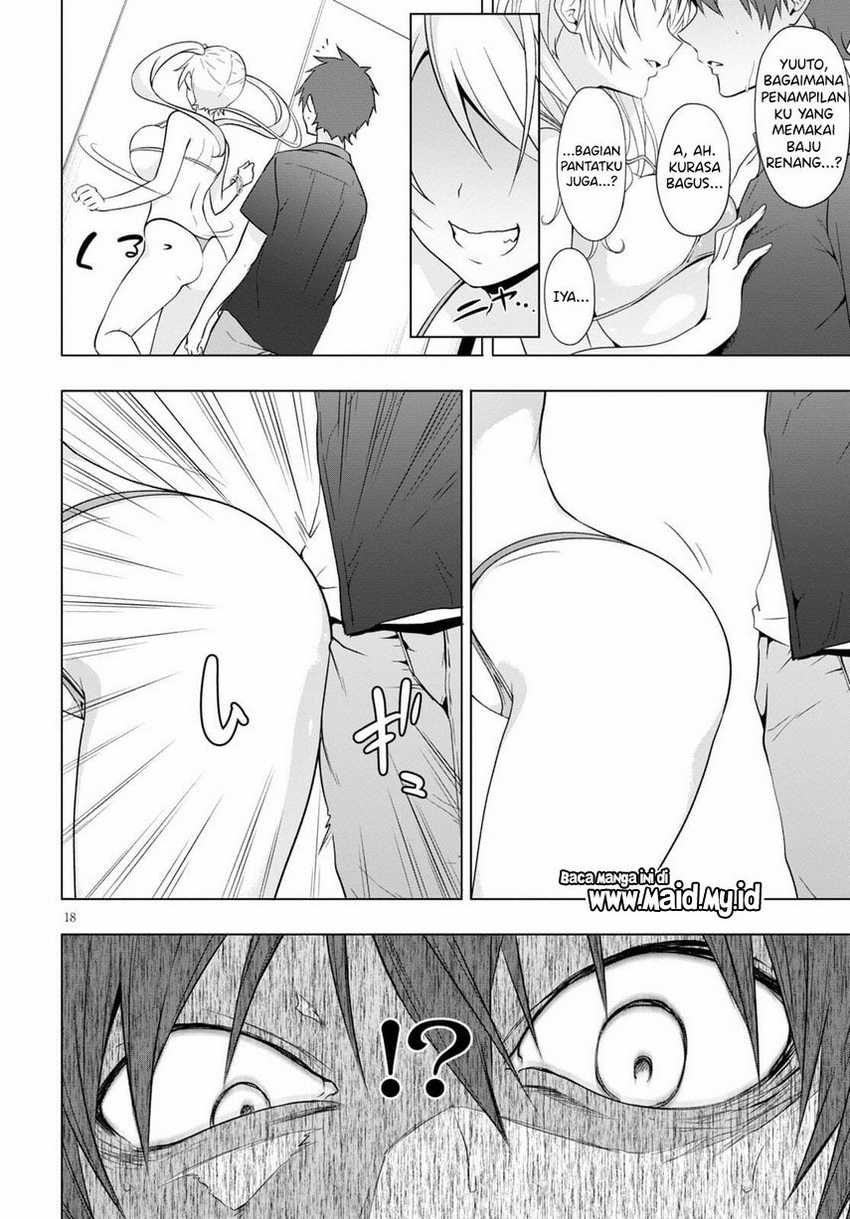 YUUTO,
BAGAIMANA
PENAMPILAN
KU YANG
MEMAKAI
BAJU
RENANG...?
A, AH.
KURASA
BAGUS...
...BAGIAN
PANTATKU
JUGA...?
IYA...
ニヤ...
くるっ
ギュ
む
Baca Manga ini di
www.Maid.My.id
18
!?